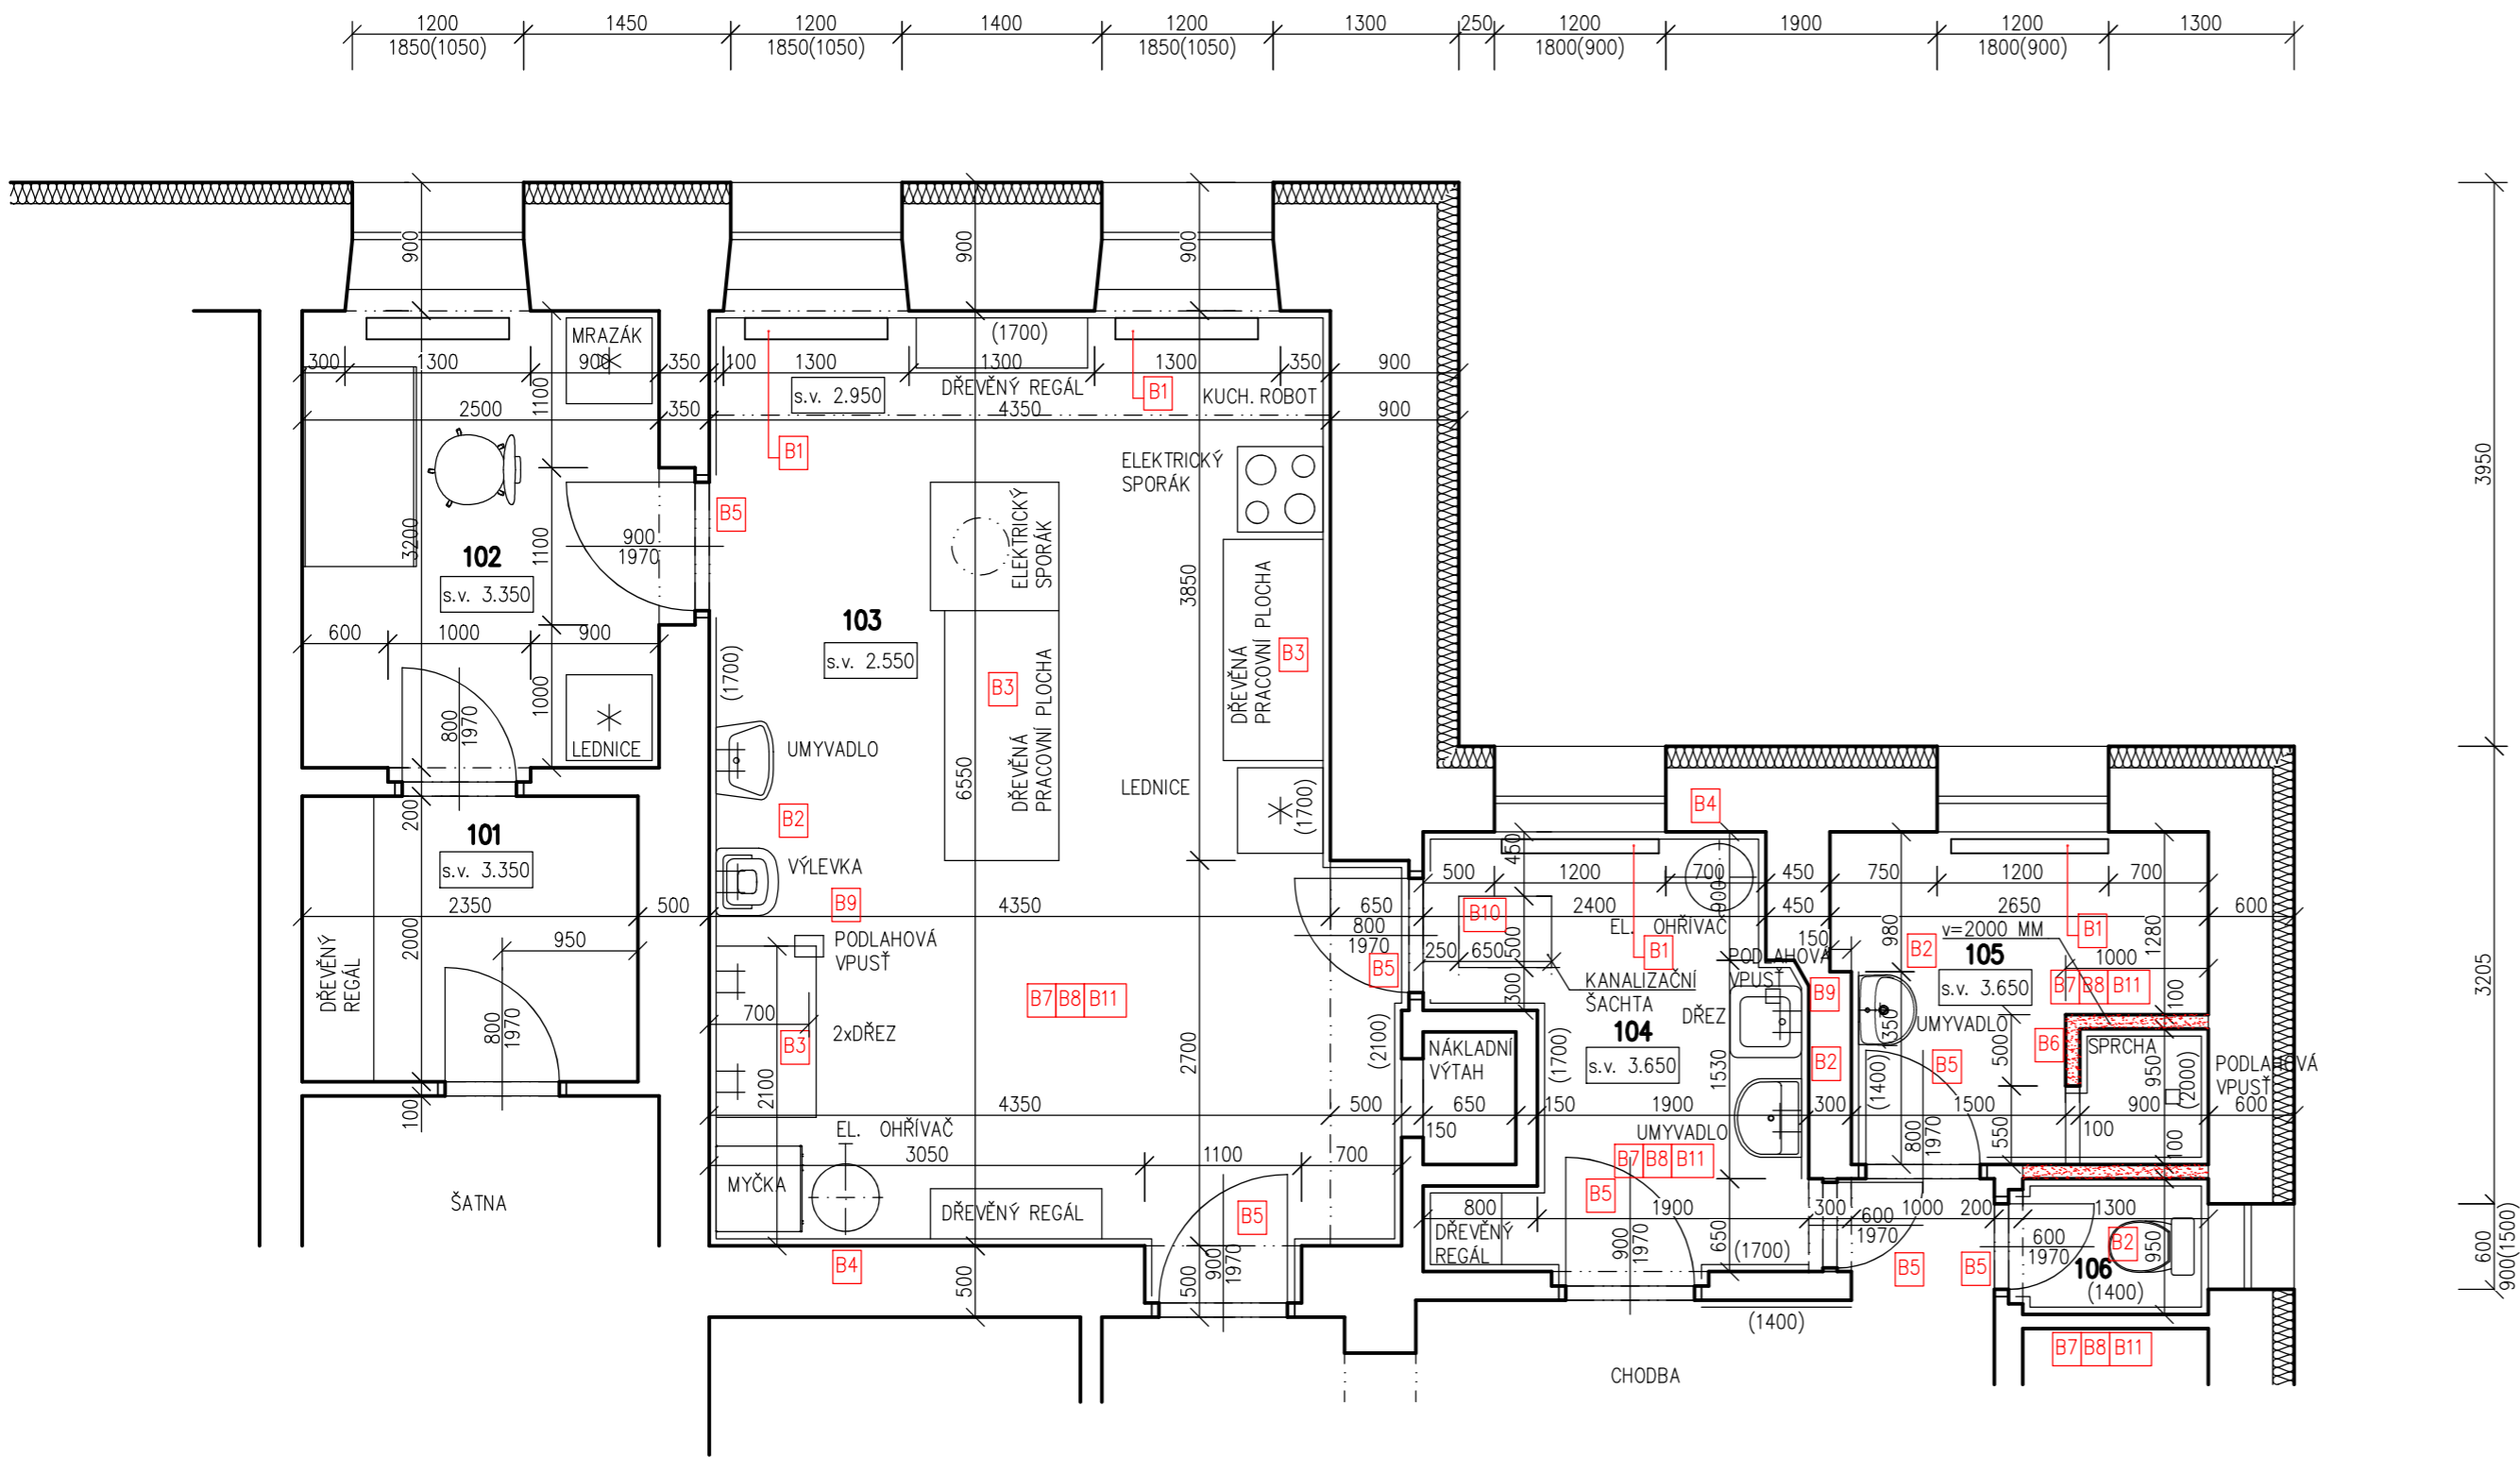 1200 1450 1200 1400 1200 1300 250 1200 1900 1200 1300
1850(1050) 1850(1050) 1850(1050) 1800(900) 1800(900)
900 900 900
MRAZÁK
(1700)
300 1300 900 350 100 1300 1300 1300 350 900
s.v. 2.950
DŘEVĚNÝ REGÁL
B1
KUCH. ROBOT
1100
2500 350 4350 900
B1
ELEKTRICKÝ
SPORÁK
3950
B5
ELEKTRICKÝ
SPORÁK
900
1970
3200
1100
102
s.v. 3.350
3850
103
s.v. 2.550
DŘEVĚNÁ
PRACOVNÍ PLOCHA
B3
600 1000 900
(1700)
B3
DŘEVĚNÁ
PRACOVNÍ PLOCHA
1000
800
1970
LEDNICE
UMYVADLO
6550
LEDNICE
(1700)
B2
200
101
s.v. 3.350
VÝLEVKA
B9
B4
450
500 1200 700 450 750 1200 700
900
2350 500 4350 650 2400 450 2650 600
B10
EL. OHŘÍVAČ
800
1970
B5
250 650 500
B1
PODLAHOVÁ
VPUSŤ
150
980
B2
v=2000 MM
105
s.v. 3.650
B1
1280
1000
B7 B8 B11
100
DŘEVĚNÝ
REGÁL
2000
950
PODLAHOVÁ
VPUSŤ
B7 B8 B11
300
KANALIZAČNÍ
ŠACHTA
B9
700
B3
2xDŘEZ
2100
800
1970
2700
(2100)
NÁKLADNÍ
VÝTAH
(1700)
104
s.v. 3.650
DŘEZ
1530
B2
350
UMYVADLO
(1400)
B5
500
B6
SPRCHA
950
(2000)
PODLAHOVÁ
VPUSŤ
3205
100
4350 500 650 150 1900 300 1500 900 600
150
100
EL. OHŘÍVAČ
UMYVADLO
800
1970
550
100
3050 1100 700
B7 B8 B11
MYČKA
ŠATNA
DŘEVĚNÝ REGÁL
B5
B5
800 1900 300 1000 200 1300
DŘEVĚNÝ
REGÁL
600
1970
600
1970
B2
950
600
900(1500)
B4
500
500
900
1970
900
1970
650
(1700)
B5
B5
106
(1400)
(1400)
B7 B8 B11
CHODBA